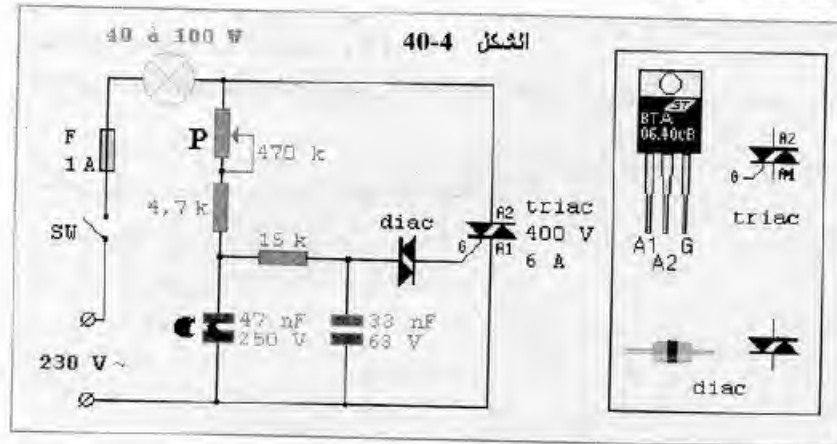 الشكل 4-40
40 à 100 W
F
1 A
P
470 k
4,7 k
SW
15 k
diac
G
A2
A1
triac
400 V
6 A
47 nF
250 V
33 nF
63 V
230 V ~
ST
BTA
06.40cB
A1
A2
G
A2
G
A1
triac
diac